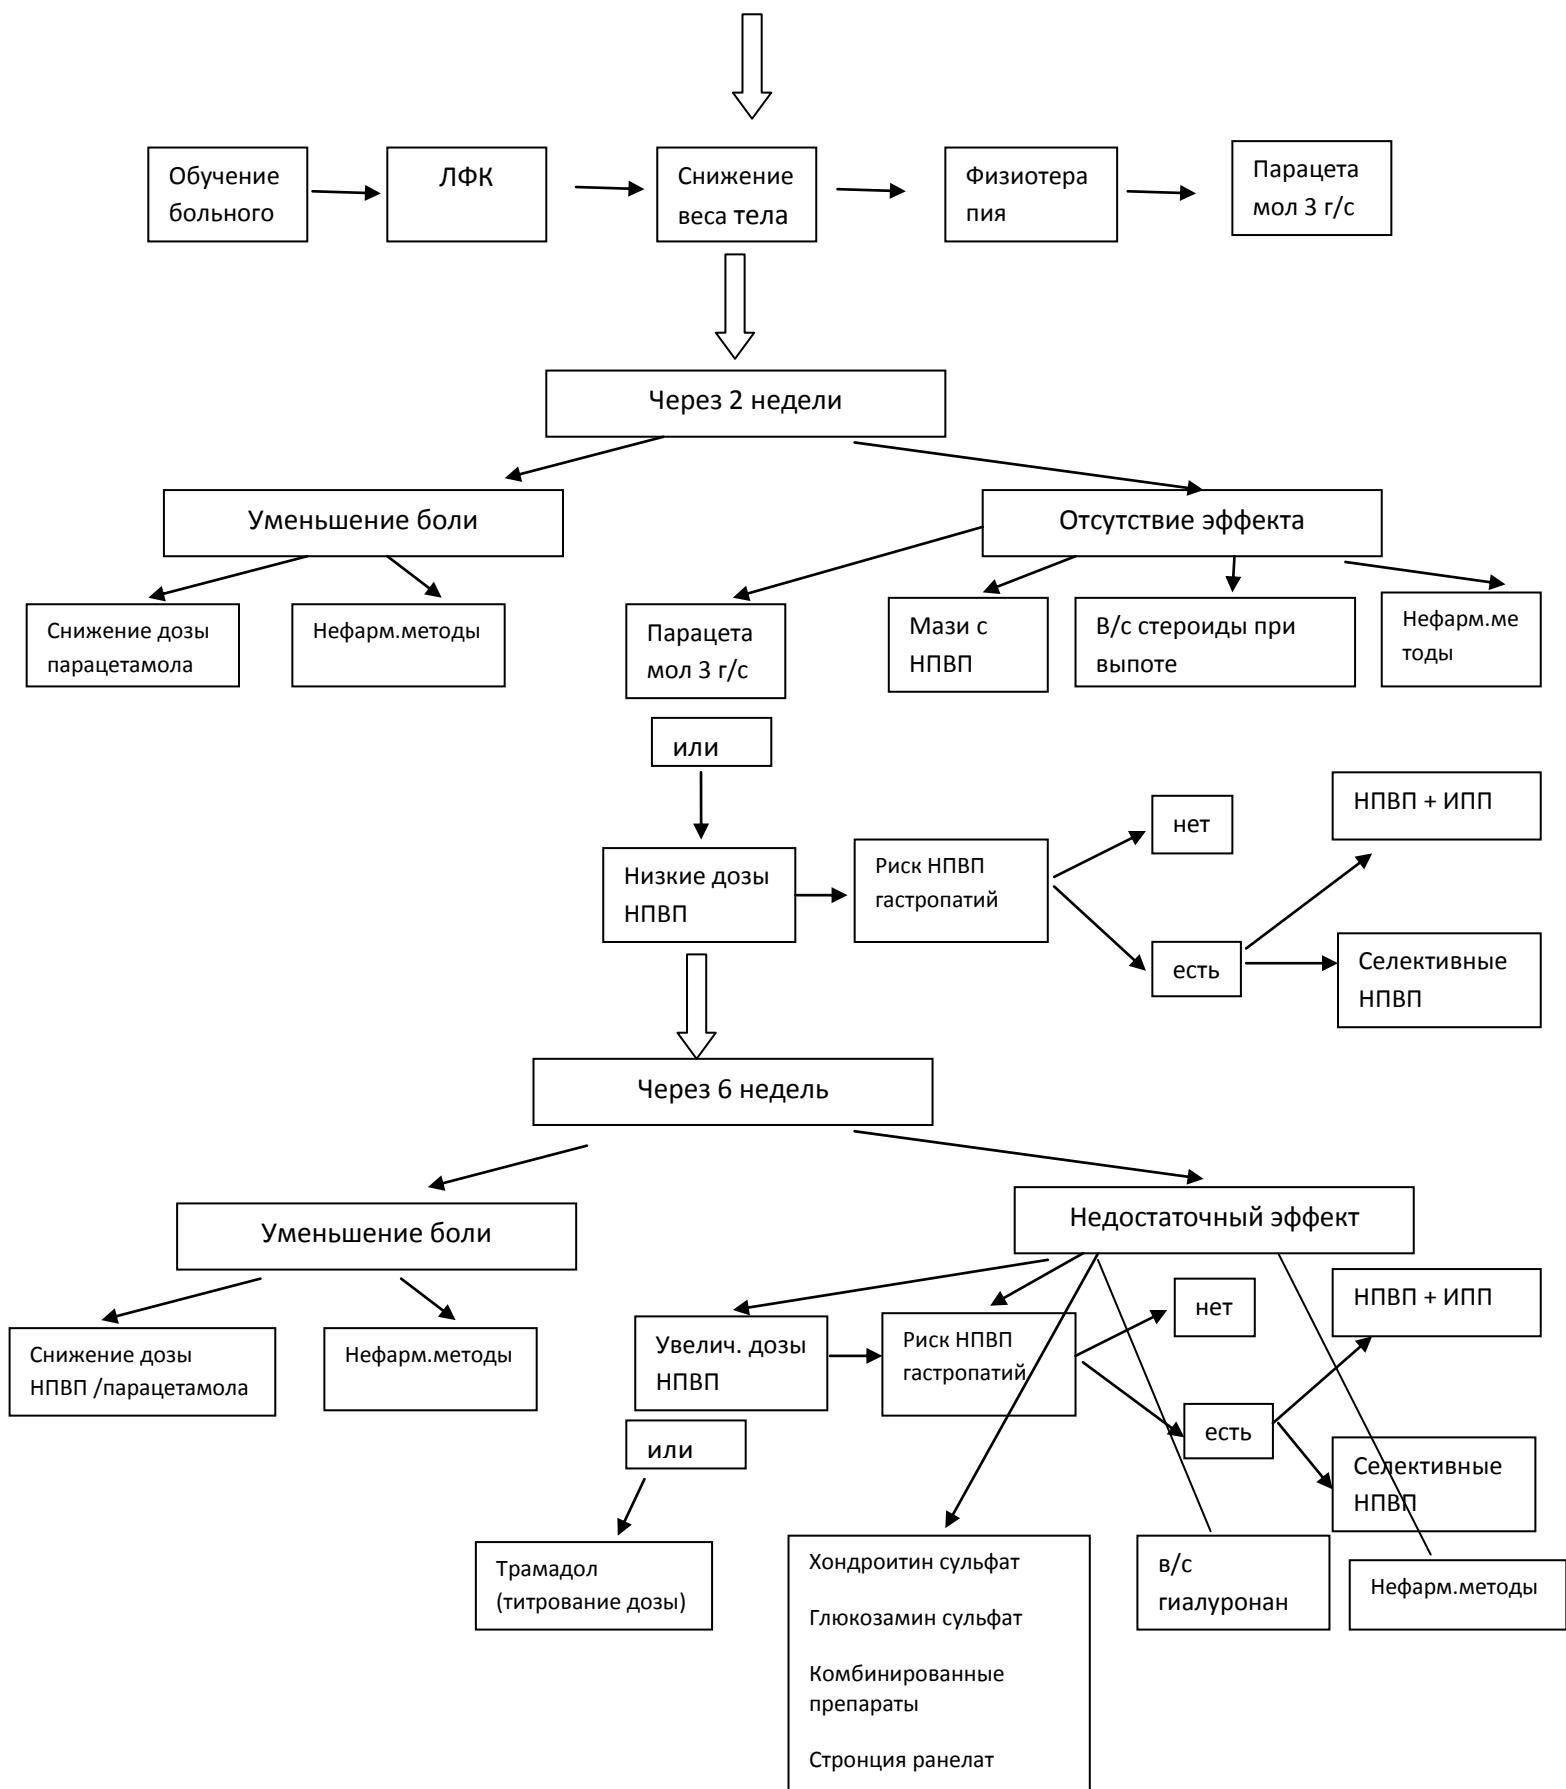 Обучение
больного
ЛФК
Снижение
веса тела
Физиотера
пия
Парацета
мол 3 г/с
Через 2 недели
Уменьшение боли
Отсутствие эффекта
Снижение дозы
парацетамола
Нефарм.методы
Парацета
мол 3 г/с
Мази с
НПВП
В/с стероиды при
выпоте
Нефарм.ме
тоды
или
нет
НПВП + ИПП
Низкие дозы
НПВП
Риск НПВП
гастропатий
есть
Селективные
НПВП
Через 6 недель
Уменьшение боли
Недостаточный эффект
Снижение дозы
НПВП /парацетамола
Нефарм.методы
Увелич. дозы
НПВП
Риск НПВП
гастропатий
нет
НПВП + ИПП
есть
Селективные
НПВП
или
Трамадол
(титрование дозы)
Хондроитин сульфат
Глюкозамин сульфат
Комбинированные
препараты
Стронция ранелат
в/с
гиалуронан
Нефарм.методы